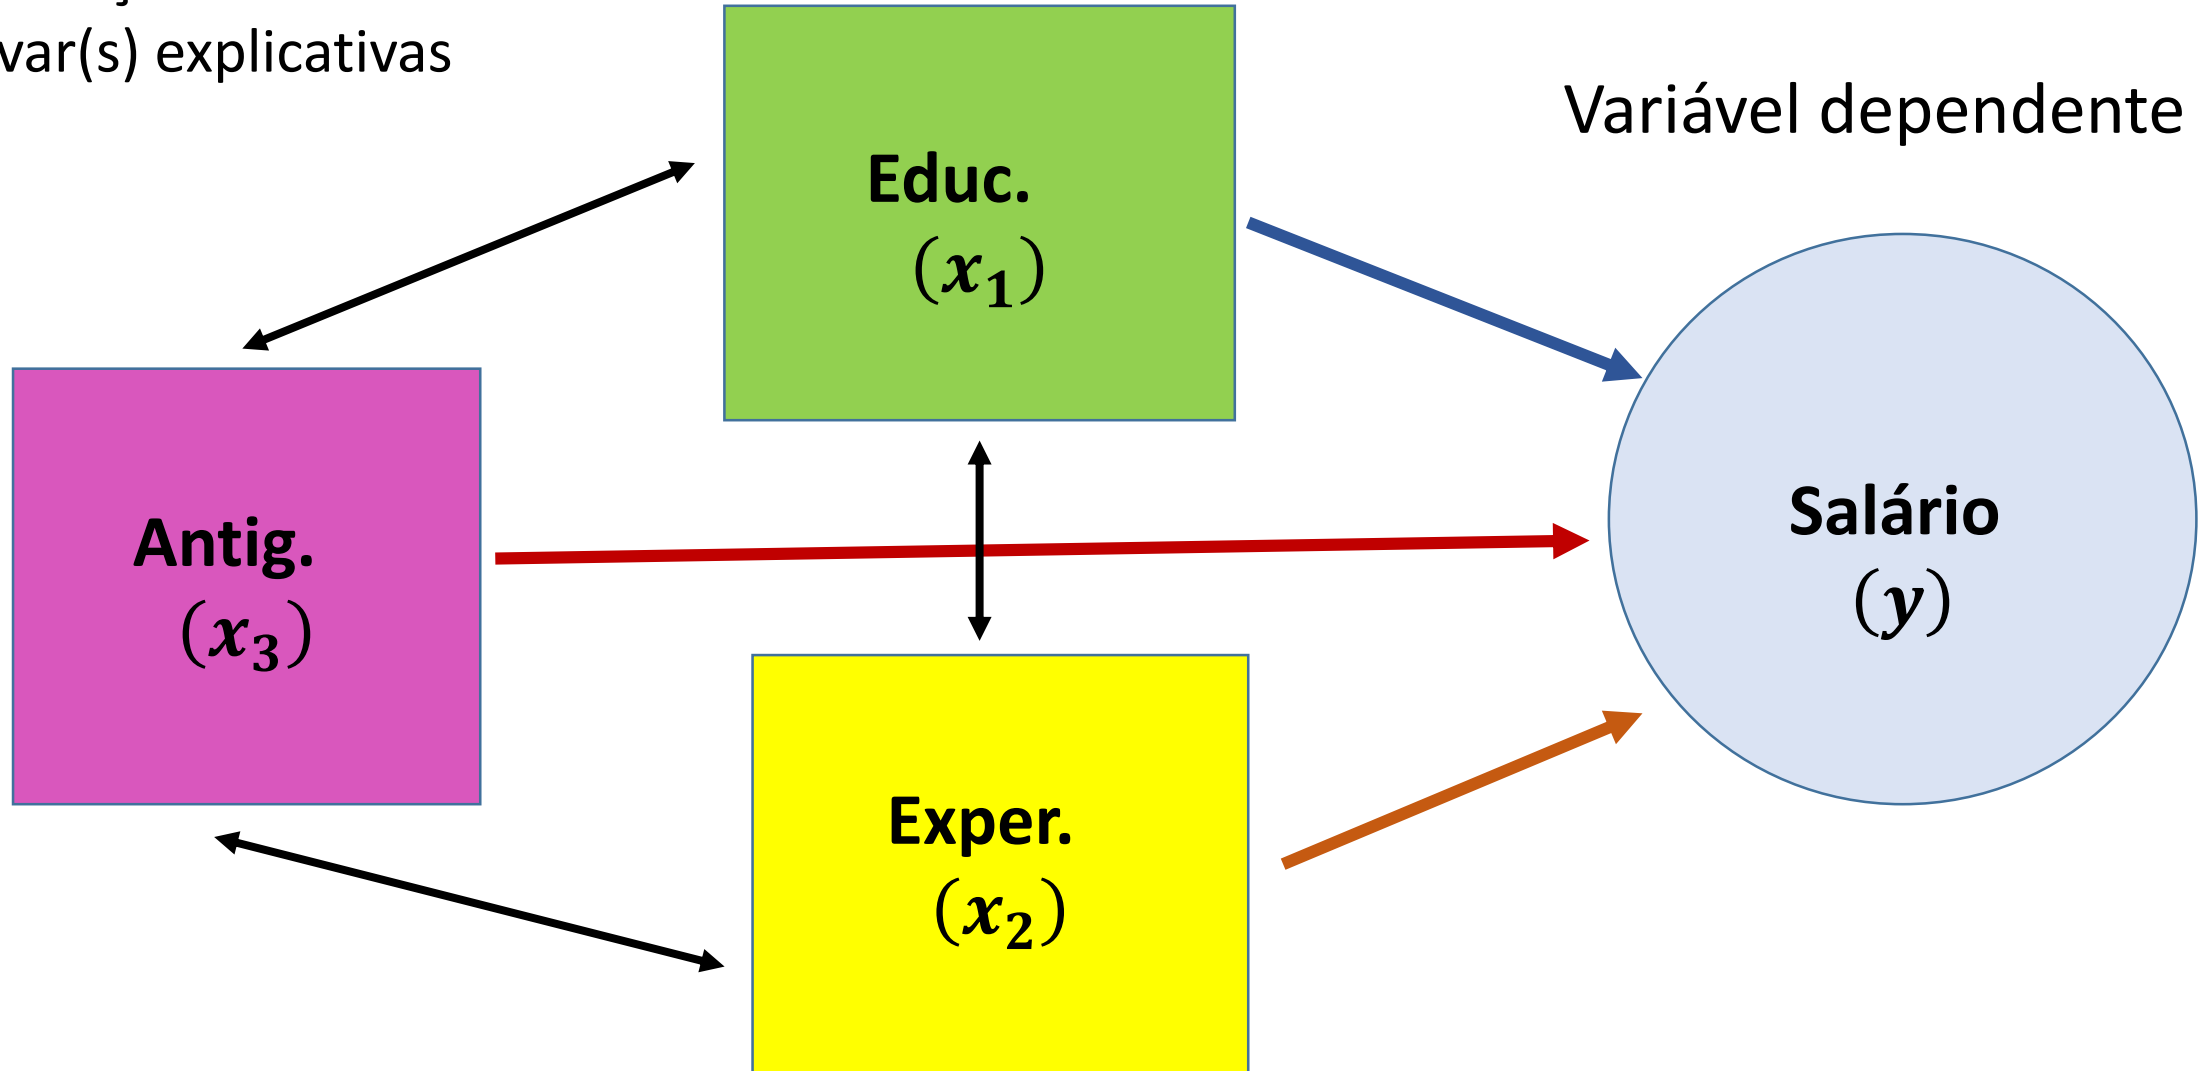 var(s) explicativas
Variável dependente
Educ.
(x₁)
Antig.
(x₃)
Salário
(y)
Exper.
(x₂)